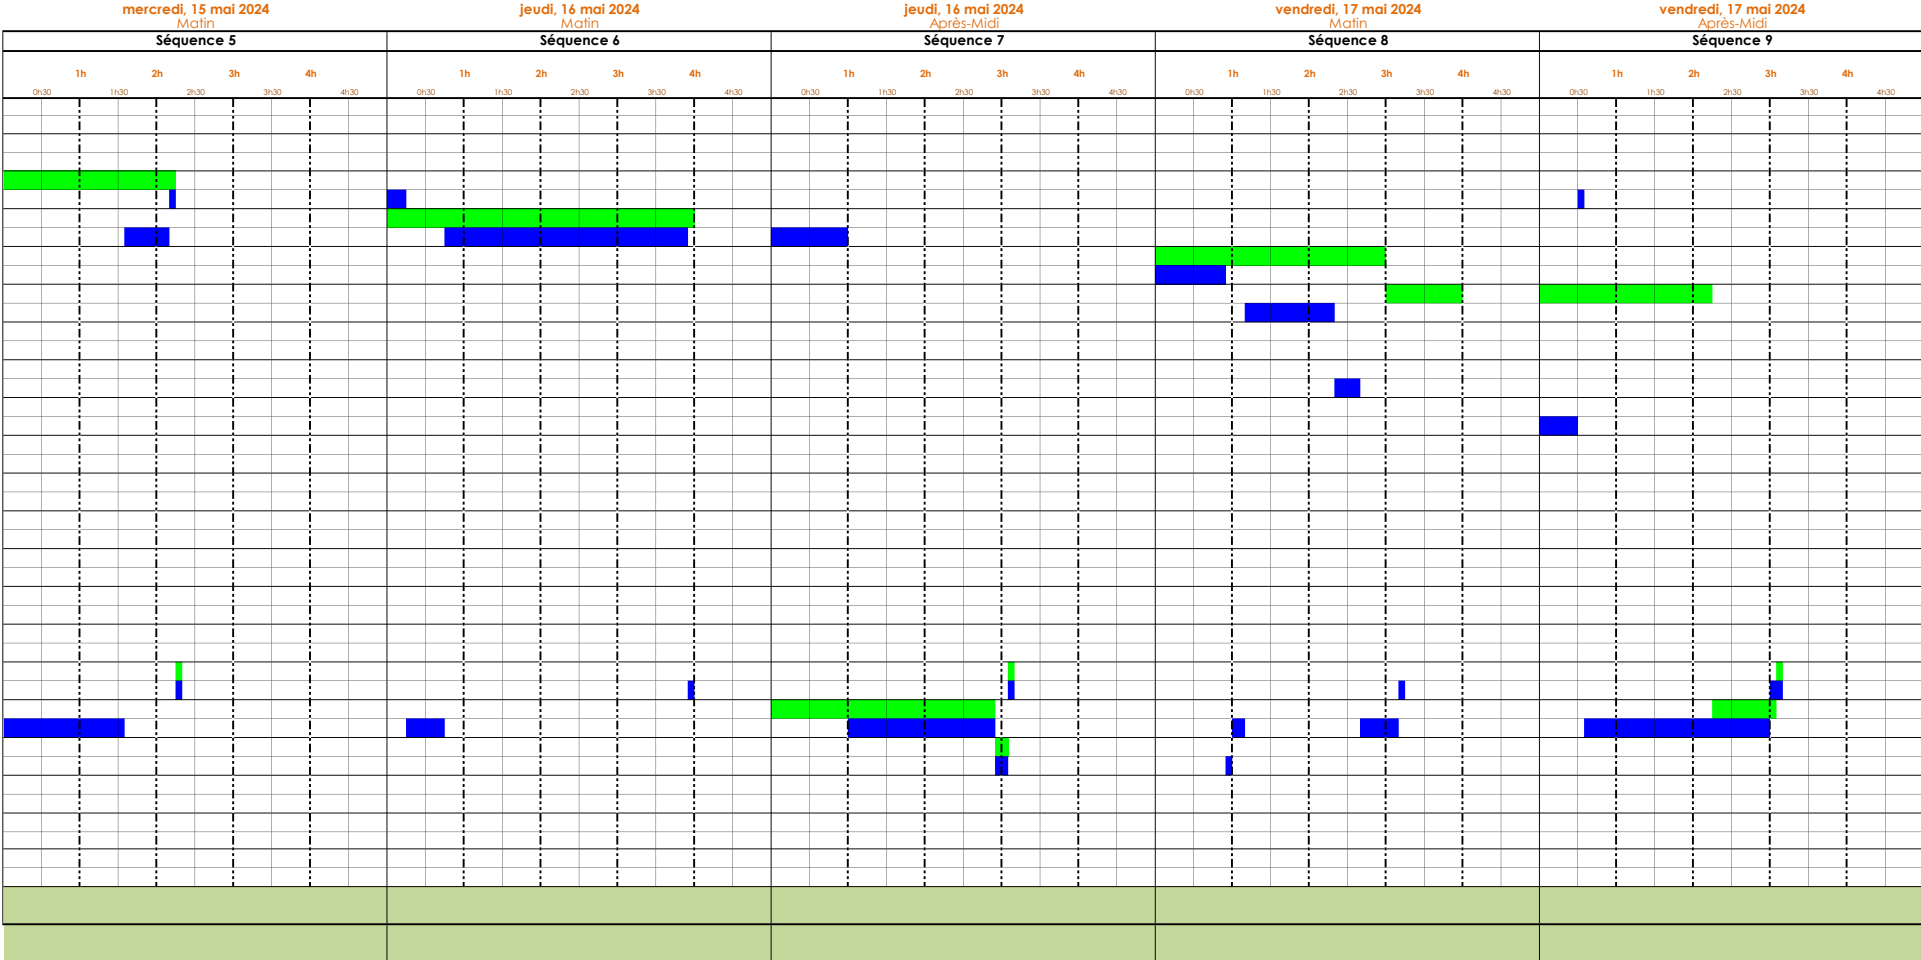 mercredi, 15 mai 2024 jeudi, 16 mai 2024 jeudi, 16 mai 2024 vendredi, 17 mai 2024 vendredi, 17 mai 2024
Matin Matin Après-Midi Matin Après-Midi
Séquence 5 Séquence 6 Séquence 7 Séquence 8 Séquence 9
1h 2h 3h 4h 1h 2h 3h 4h 1h 2h 3h 4h 1h 2h 3h 4h 1h 2h 3h 4h
0h30 1h30 2h30 3h30 4h30 0h30 1h30 2h30 3h30 4h30 0h30 1h30 2h30 3h30 4h30 0h30 1h30 2h30 3h30 4h30 0h30 1h30 2h30 3h30 4h30